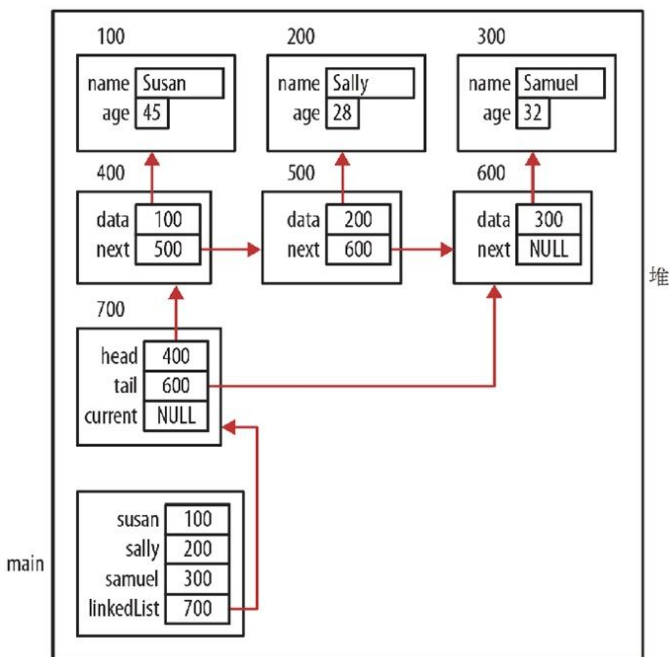 100 200 300
name Susan name Sally name Samuel
age 45 age 28 age 32
400 500 600
data 100 data 200 data 300
next 500 next 600 next NULL
堆
700
head 400
tail 600
current NULL
susan 100
sally 200
main
samuel 300
linkedList 700